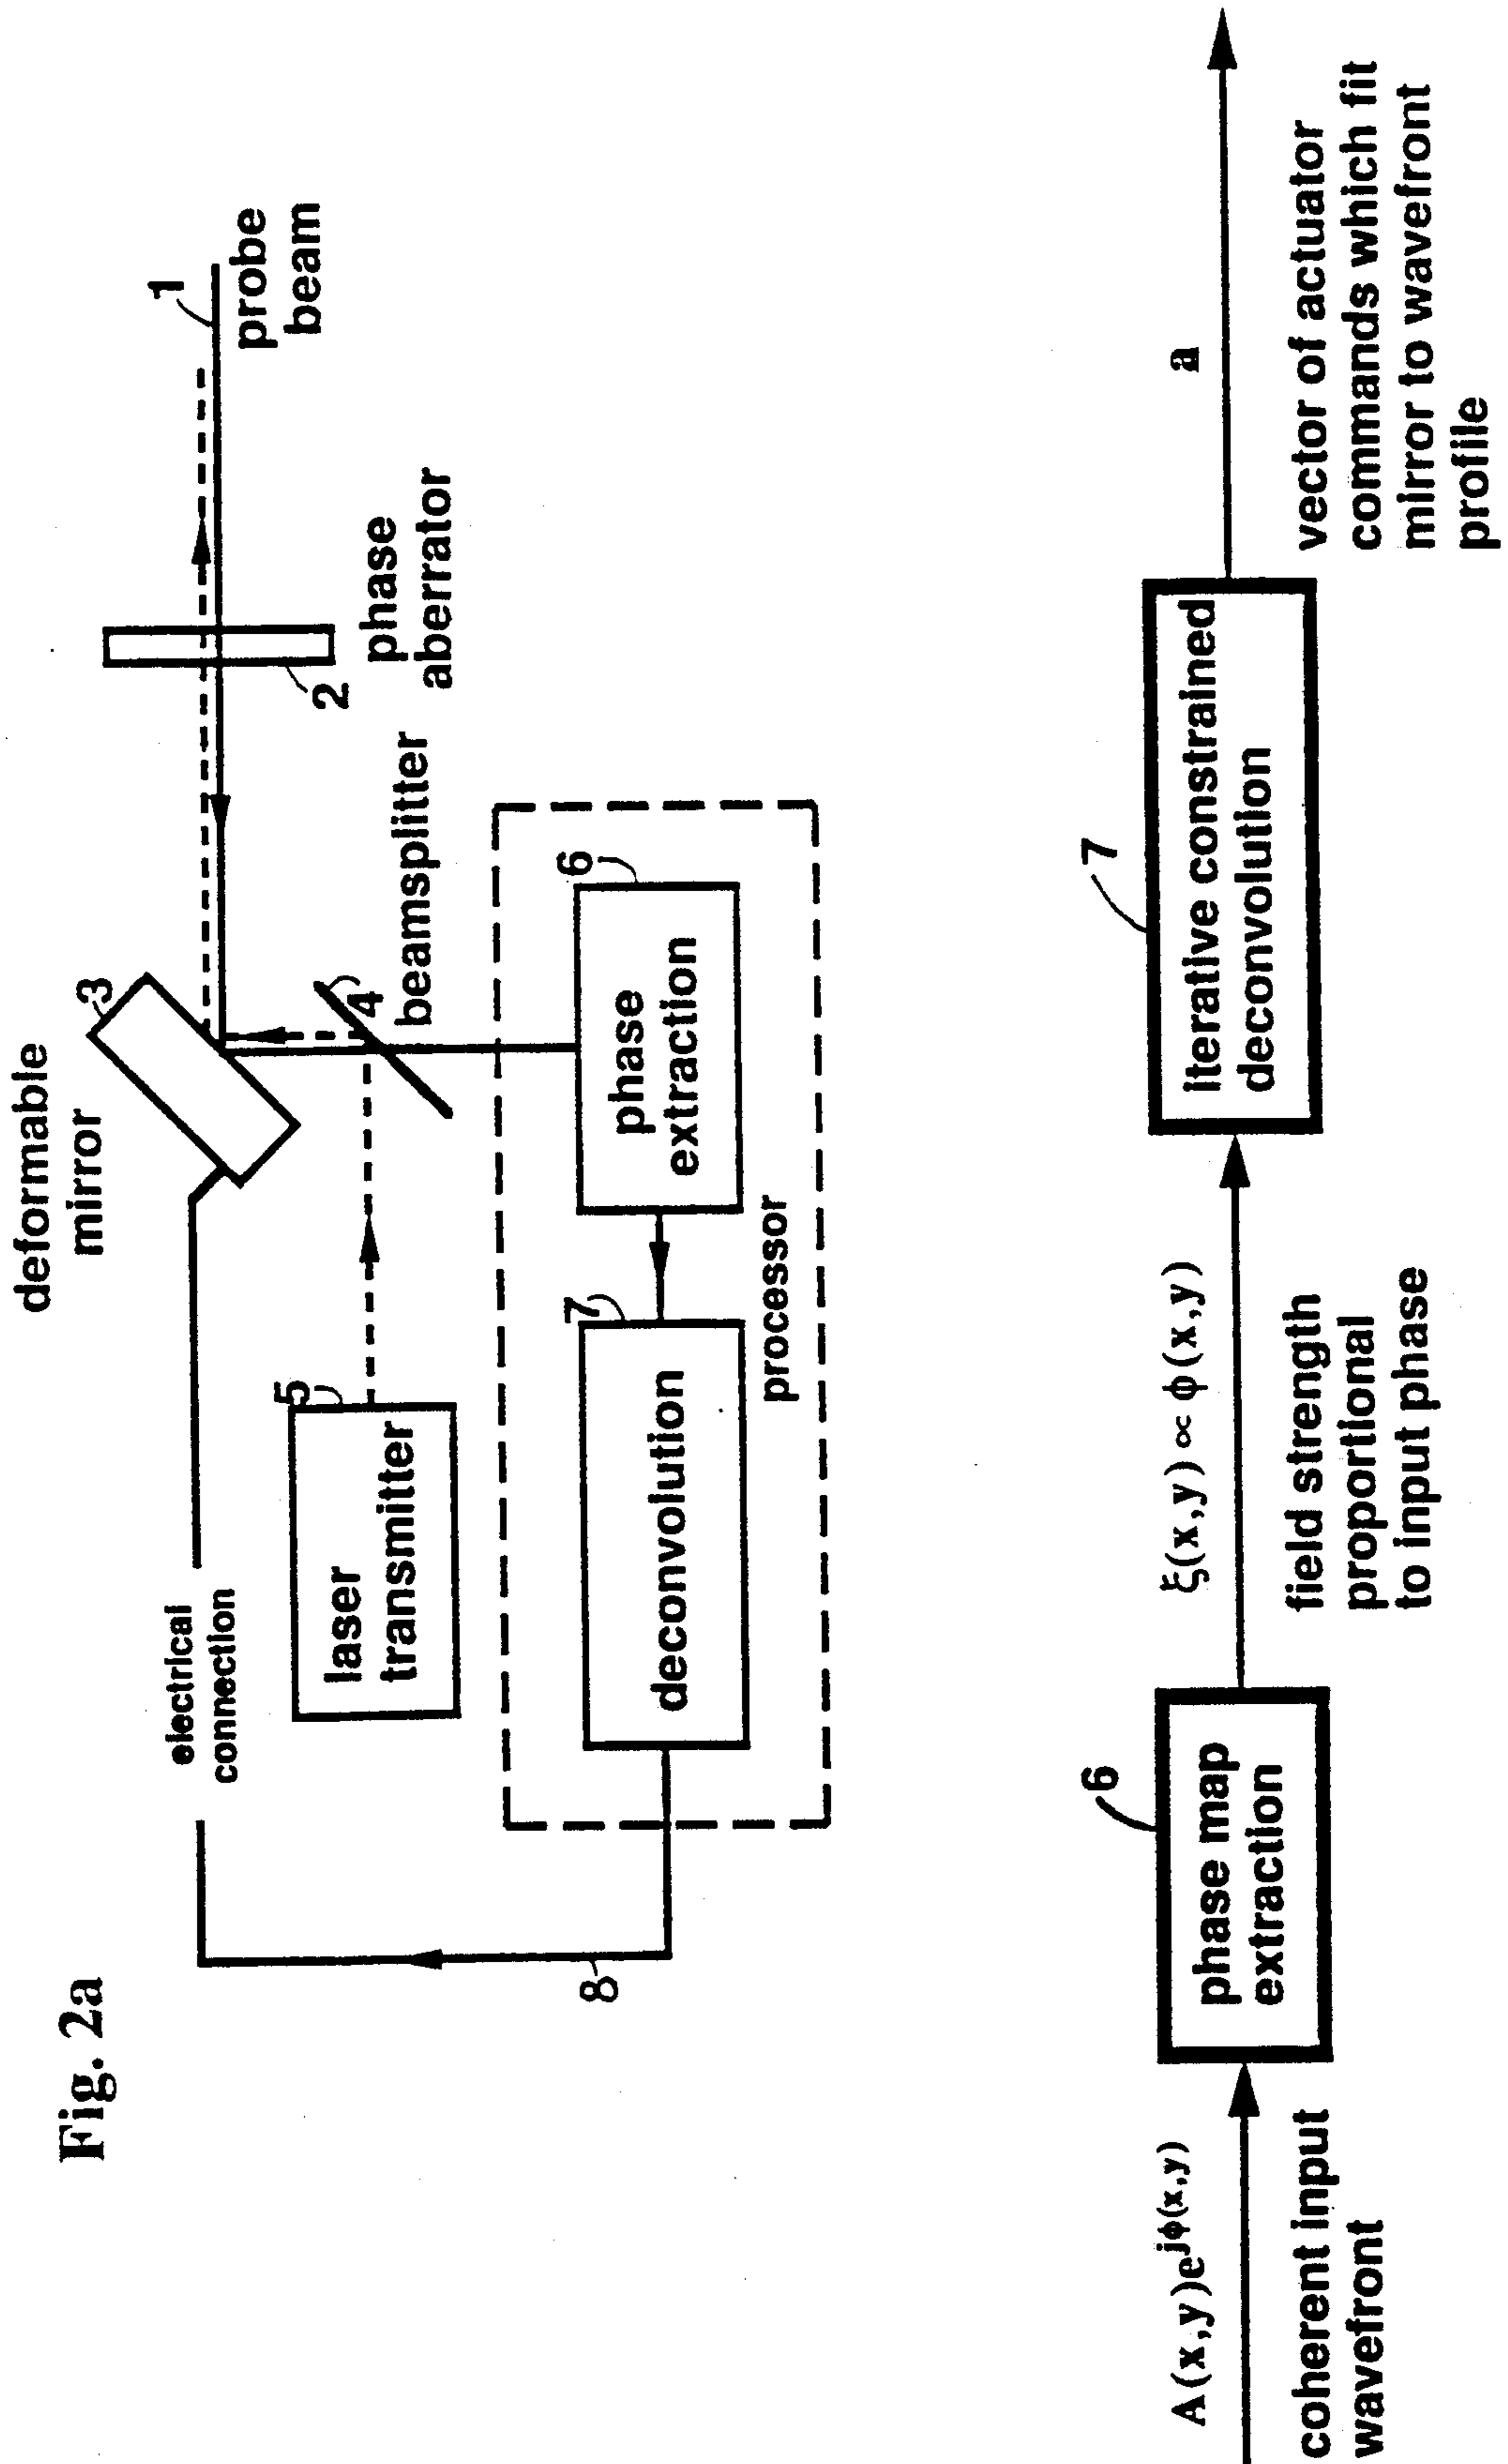 Fig. 2a
deformable
mirror
3
electrical
connection
1
probe
beam
2
phase
aberrator
4
beamsplitter
5
laser
transmitter
6
phase
extraction
7
deconvolution
processor
8
A(x,y)e^jϕ(x,y)
coherent input
wavefront
6
phase map
extraction
ξ(x,y) ∝ ϕ(x,y)
field strength
proportional
to input phase
7
iterative constrained
deconvolution
a
vector of actuator
commands which fit
mirror to wavefront
profile